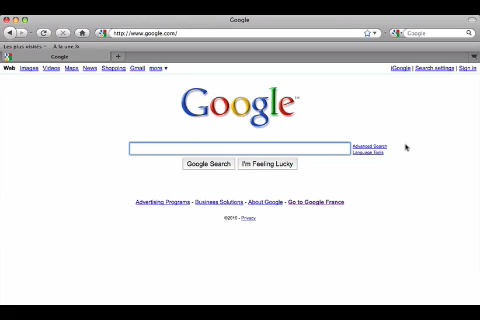 Google
http://www.google.com/
Google
Les plus visités
À la une
Google
Web Images Videos Maps News Shopping Gmail more ▼
iGoogle | Search settings | Sign in
Google™
Advanced Search
Language Tools
Google Search
I'm Feeling Lucky
Advertising Programs - Business Solutions - About Google - Go to Google France
©2010 - Privacy